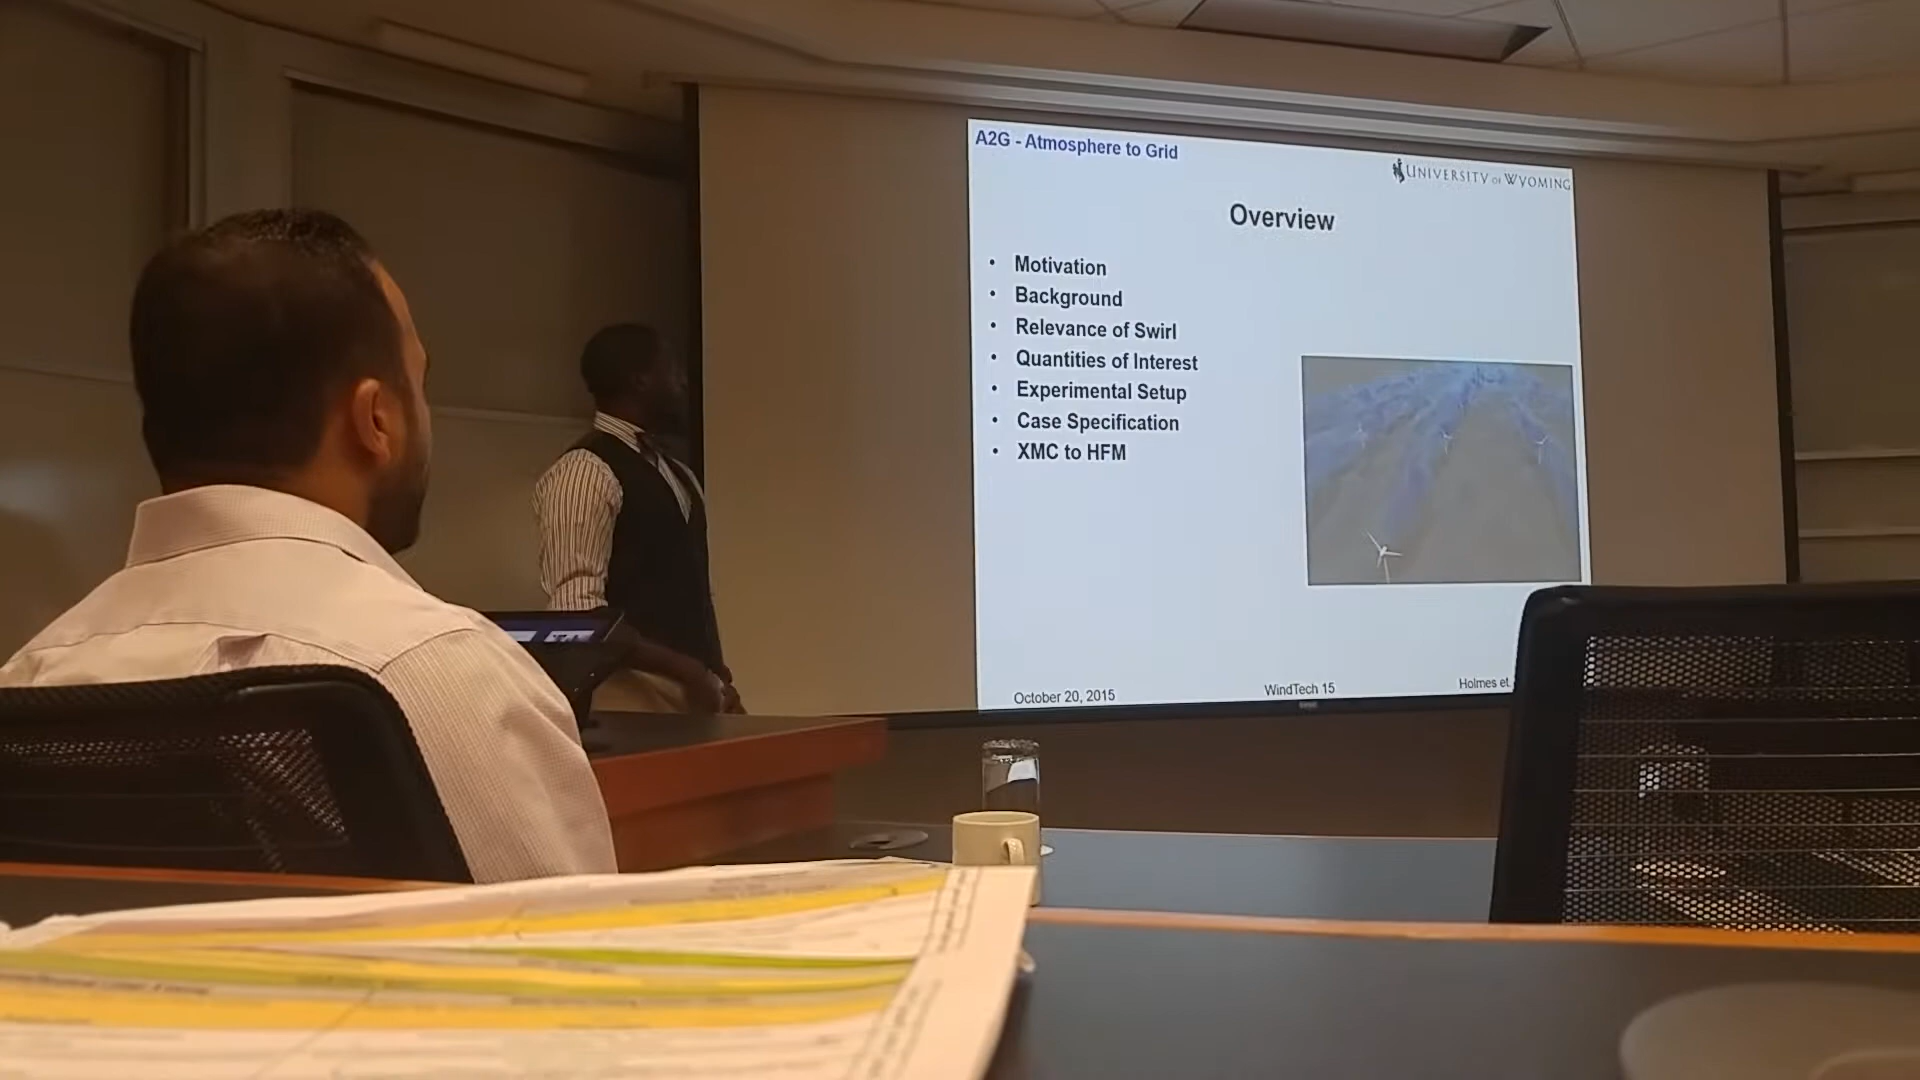 A2G - Atmosphere to Grid
UNIVERSITY OF WYOMING
Overview
• Motivation
• Background
• Relevance of Swirl
• Quantities of Interest
• Experimental Setup
• Case Specification
• XMC to HFM
October 20, 2015
WindTech 15
Holmes et.